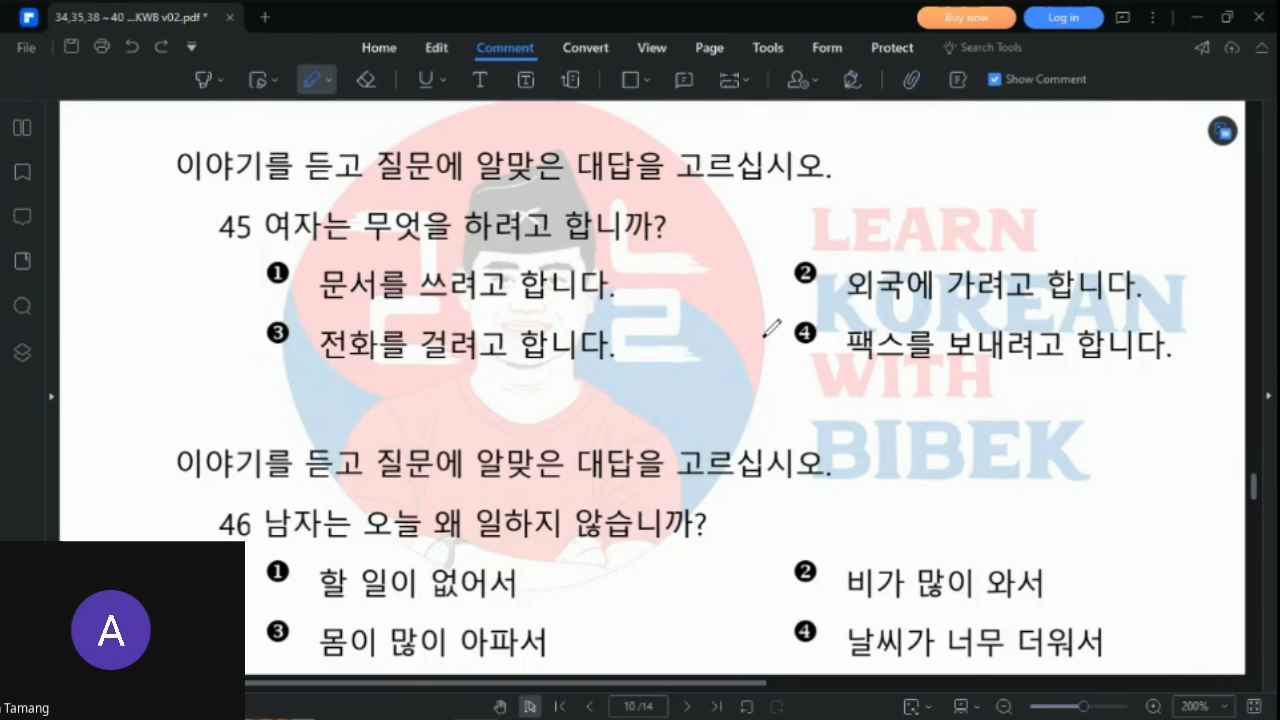 34,35,38 ~ 40 ...KWB v02.pdf *
Buy now
Log in
File
Home
Edit
Comment
Convert
View
Page
Tools
Form
Protect
Search Tools
Show Comment
LEARN
KOREAN
WITH
BIBEK
이야기를 듣고 질문에 알맞은 대답을 고르십시오.
45 여자는 무엇을 하려고 합니까?
❶ 문서를 쓰려고 합니다.
❷ 외국에 가려고 합니다.
❸ 전화를 걸려고 합니다.
❹ 팩스를 보내려고 합니다.
이야기를 듣고 질문에 알맞은 대답을 고르십시오.
46 남자는 오늘 왜 일하지 않습니까?
❶ 할 일이 없어서
❷ 비가 많이 와서
❸ 몸이 많이 아파서
❹ 날씨가 너무 더워서
A
Tamang
10 /14
200%